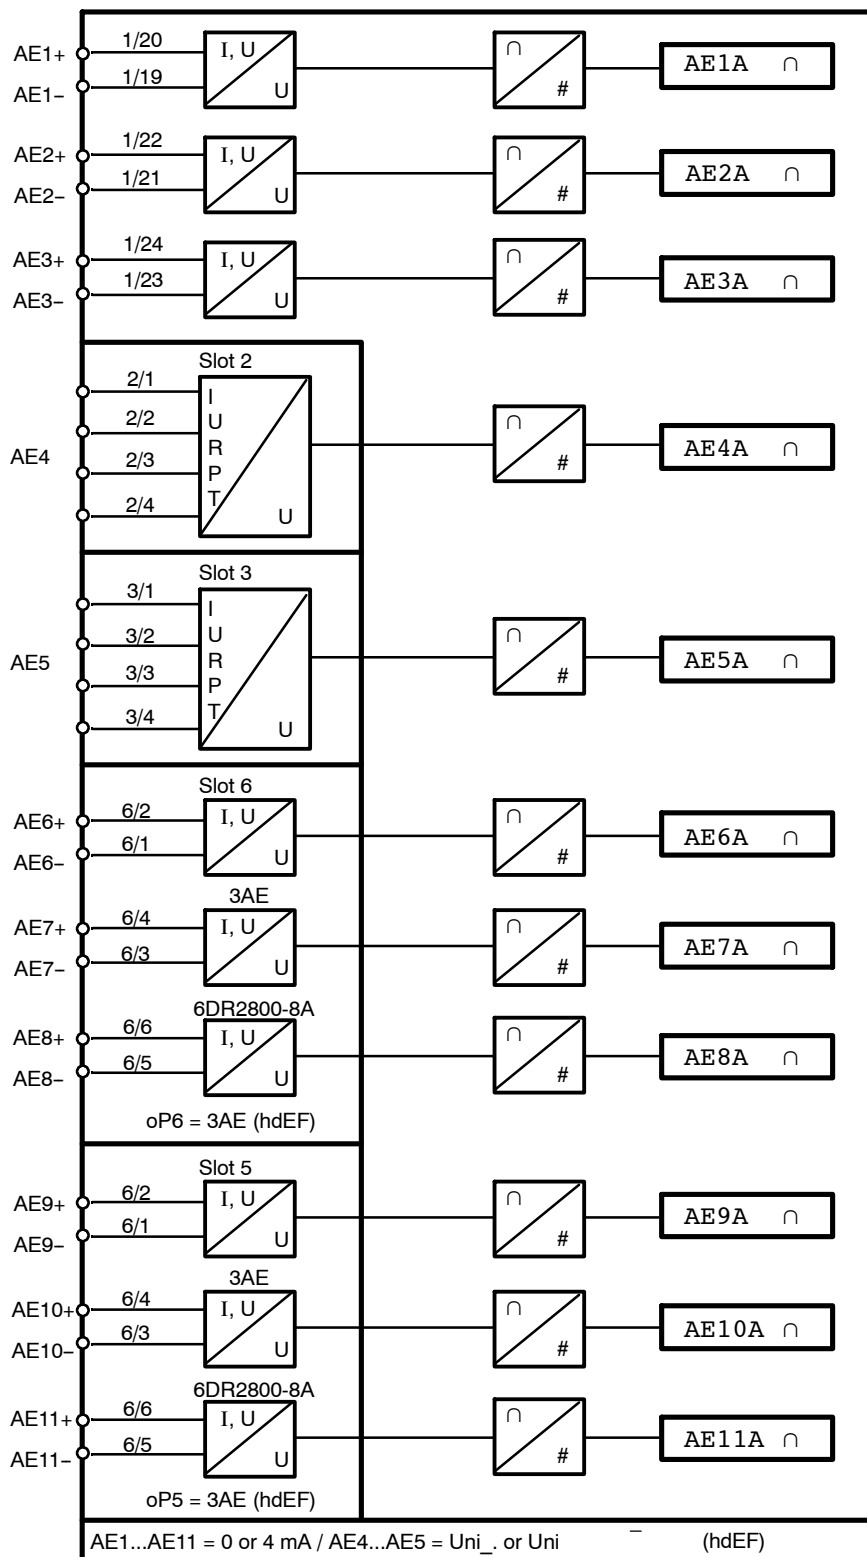 AE1+ 1/20 I, U ∩ AE1A ∩
AE1– 1/19 U #
AE2+ 1/22 I, U ∩ AE2A ∩
AE2– 1/21 U #
AE3+ 1/24 I, U ∩ AE3A ∩
AE3– 1/23 U #
Slot 2
2/1 I
2/2 U ∩ AE4A ∩
AE4 2/3 R #
P
2/4 T U
Slot 3
3/1 I
3/2 U ∩ AE5A ∩
AE5 3/3 R #
P
3/4 T U
Slot 6
AE6+ 6/2 I, U ∩ AE6A ∩
AE6– 6/1 U #
3AE
AE7+ 6/4 I, U ∩ AE7A ∩
AE7– 6/3 U #
6DR2800-8A
AE8+ 6/6 I, U ∩ AE8A ∩
AE8– 6/5 U #
oP6 = 3AE (hdEF)
Slot 5
AE9+ 6/2 I, U ∩ AE9A ∩
AE9– 6/1 U #
3AE
AE10+ 6/4 I, U ∩ AE10A ∩
AE10– 6/3 U #
6DR2800-8A
AE11+ 6/6 I, U ∩ AE11A ∩
AE11– 6/5 U #
oP5 = 3AE (hdEF)
AE1...AE11 = 0 or 4 mA / AE4...AE5 = Uni_. or Uni ¯ (hdEF)